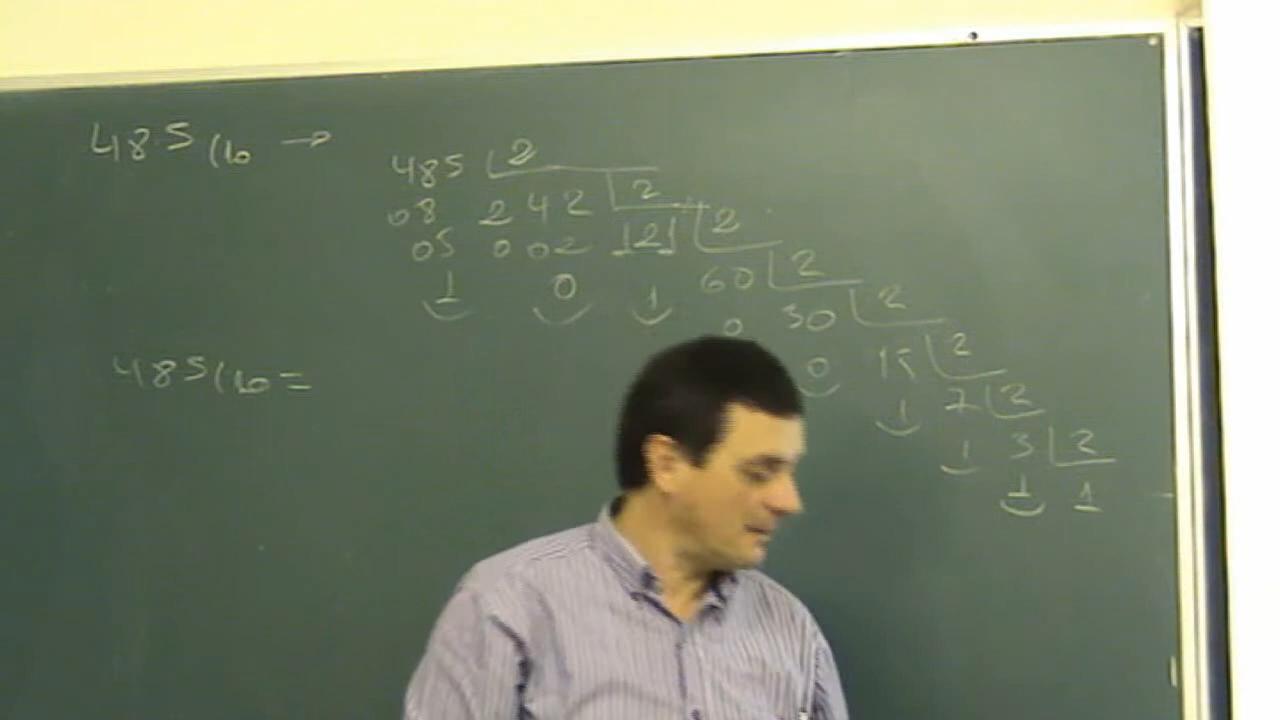 485(10 →
485 2
08 242 2
05 002 121 2
1 0 1 60 2
0 30 2
0 15 2
1 7 2
1 3 2
1 1
485(10 =